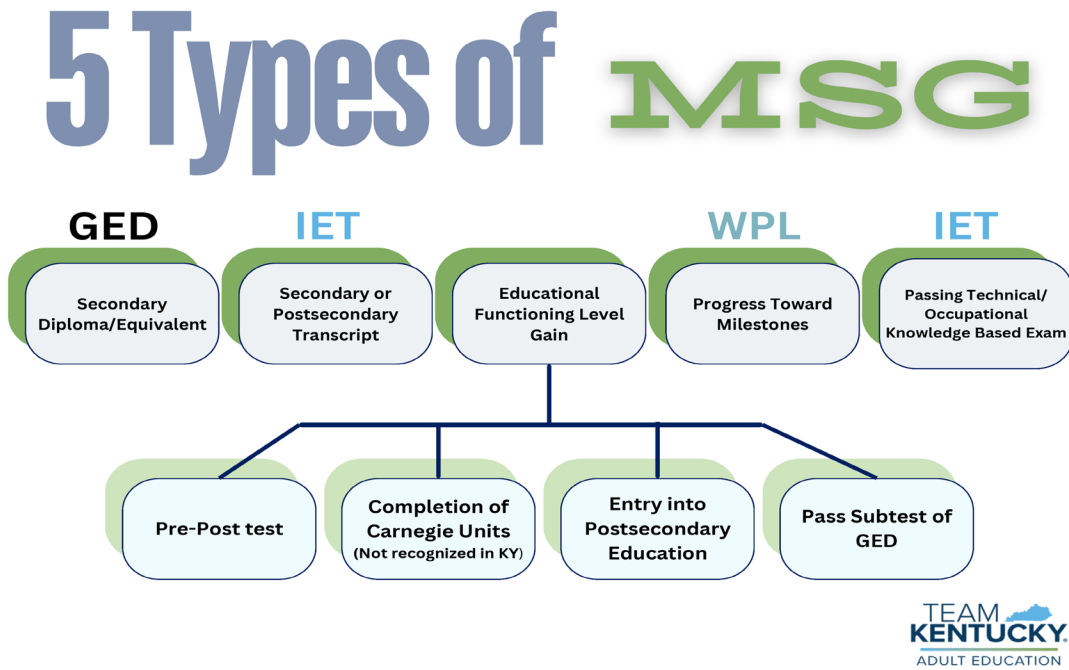 5 Types of MSG
GED
IET
WPL
IET
Secondary
Diploma/Equivalent
Secondary or
Postsecondary
Transcript
Educational
Functioning Level
Gain
Progress Toward
Milestones
Passing Technical/
Occupational
Knowledge Based Exam
Pre-Post test
Completion of
Carnegie Units
(Not recognized in KY)
Entry into
Postsecondary
Education
Pass Subtest of
GED
TEAM
KENTUCKY
ADULT EDUCATION